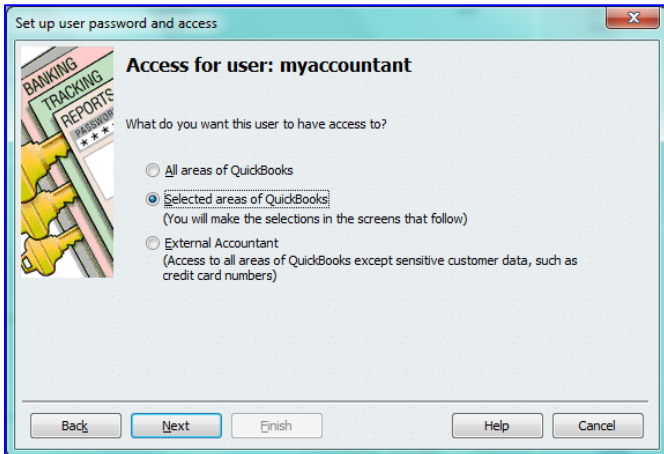 Set up user password and access
BANKING
TRACKING
REPORTS
PASSWOR
* * *
Access for user: myaccountant
What do you want this user to have access to?
All areas of QuickBooks
Selected areas of QuickBooks
(You will make the selections in the screens that follow)
External Accountant
(Access to all areas of QuickBooks except sensitive customer data, such as
credit card numbers)
Back
Next
Finish
Help
Cancel